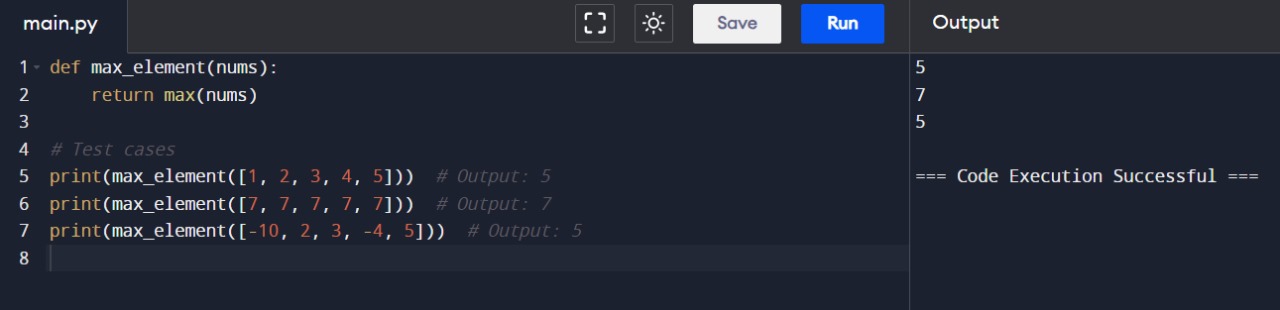 main.py
Save
Run
Output
1 def max_element(nums):
2     return max(nums)
3
4 # Test cases
5 print(max_element([1, 2, 3, 4, 5]))  # Output: 5
6 print(max_element([7, 7, 7, 7, 7]))  # Output: 7
7 print(max_element([-10, 2, 3, -4, 5]))  # Output: 5
8
5
7
5
=== Code Execution Successful ===